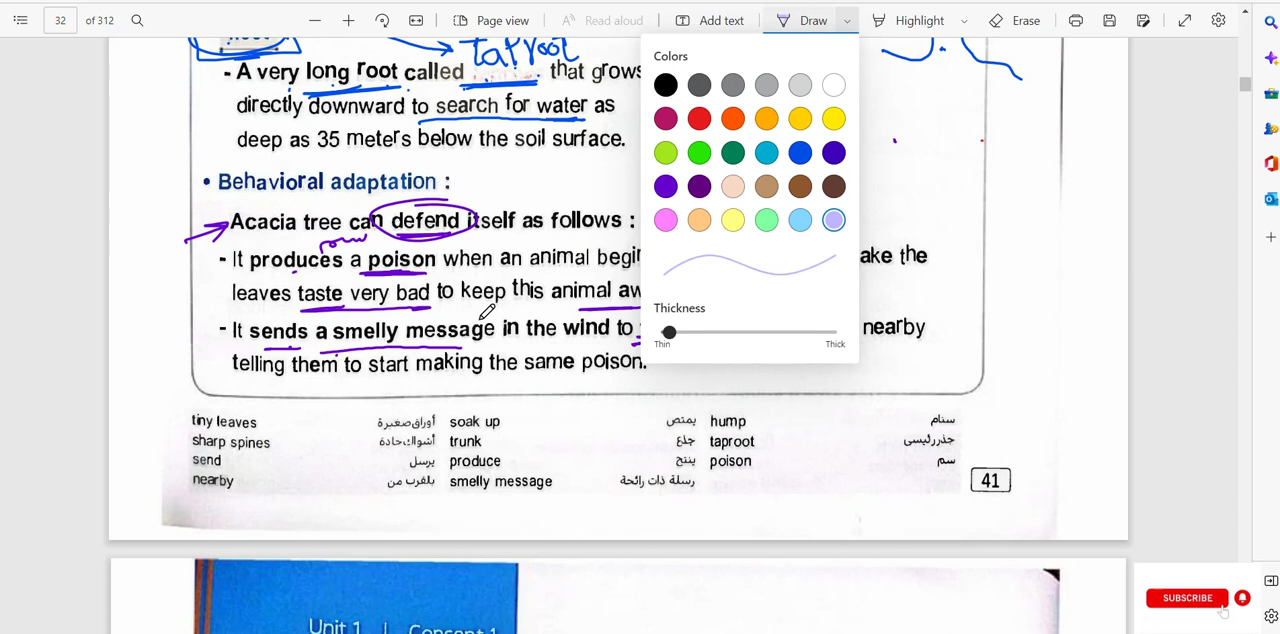 32 of 312 Page view Read aloud Add text Draw Highlight Erase
taproot
- A very long root called that grows
directly downward to search for water as
deep as 35 meters below the soil surface.
• Behavioral adaptation :
Acacia tree can defend itself as follows :
- It produces a poison when an animal ake the
leaves taste very bad to keep this animal
- It sends a smelly message in the wind to nearby
telling them to start making the same poison.
Colors
Thickness
Thin Thick
tiny leaves أوراق صغيرة soak up يمتص hump سنام
sharp spines أشواك حادة trunk جذع taproot جذر رئيسى
send يرسل produce ينتج poison سم
nearby بالقرب من smelly message رسالة ذات رائحة
41
Unit 1 | Concept 1
SUBSCRIBE